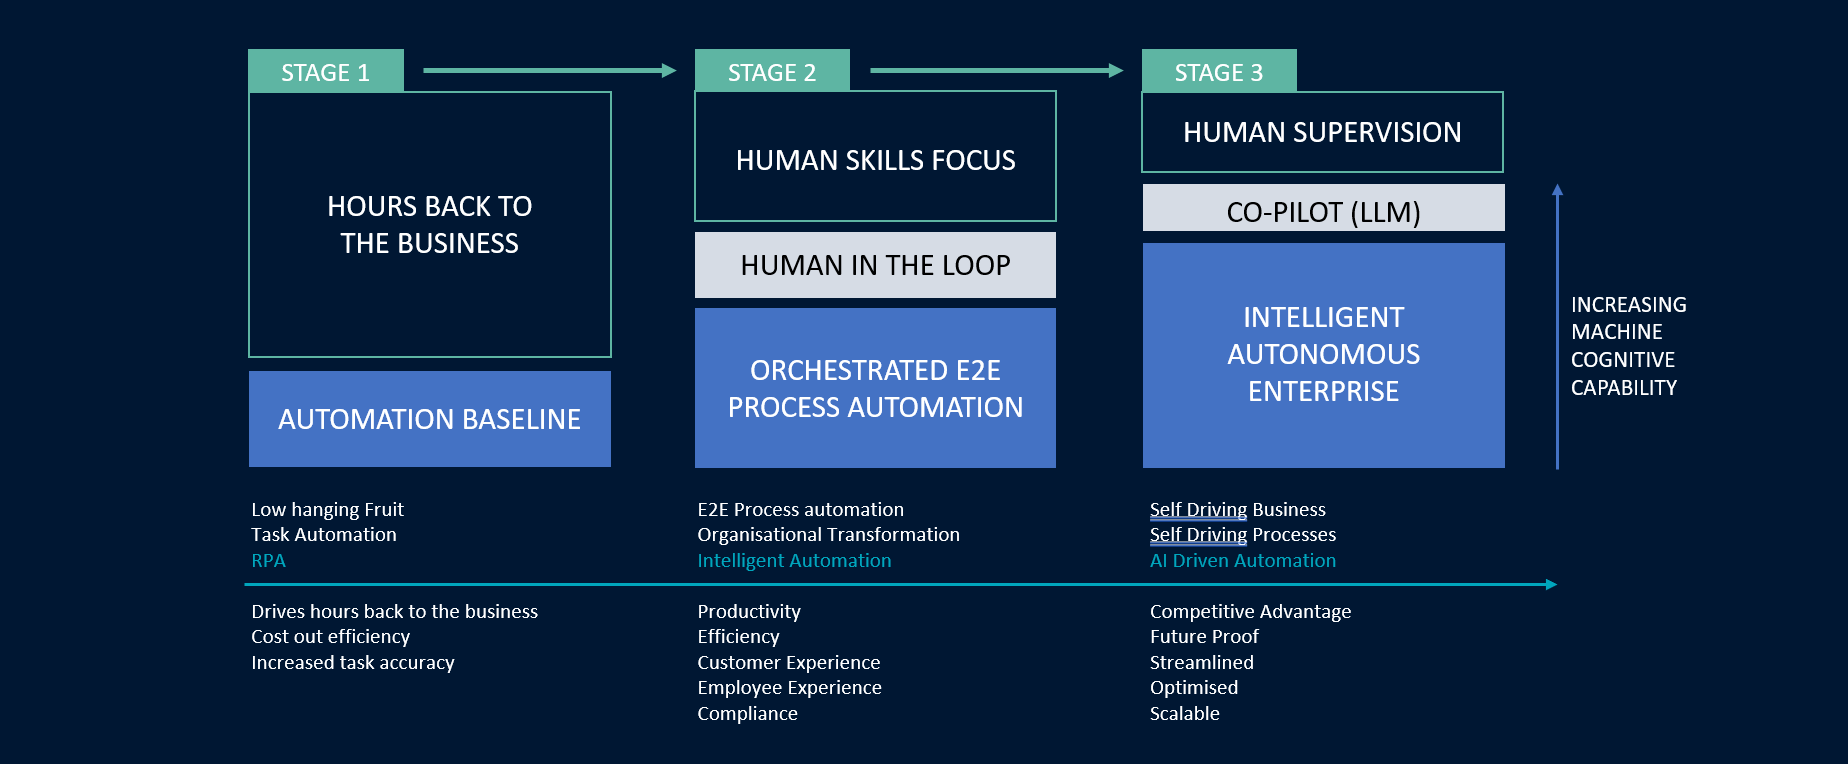 STAGE 1
STAGE 2
STAGE 3
HOURS BACK TO
THE BUSINESS
AUTOMATION BASELINE
HUMAN SKILLS FOCUS
HUMAN IN THE LOOP
ORCHESTRATED E2E
PROCESS AUTOMATION
HUMAN SUPERVISION
CO-PILOT (LLM)
INTELLIGENT
AUTONOMOUS
ENTERPRISE
INCREASING
MACHINE
COGNITIVE
CAPABILITY
Low hanging Fruit
Task Automation
RPA
E2E Process automation
Organisational Transformation
Intelligent Automation
Self Driving Business
Self Driving Processes
AI Driven Automation
Drives hours back to the business
Cost out efficiency
Increased task accuracy
Productivity
Efficiency
Customer Experience
Employee Experience
Compliance
Competitive Advantage
Future Proof
Streamlined
Optimised
Scalable